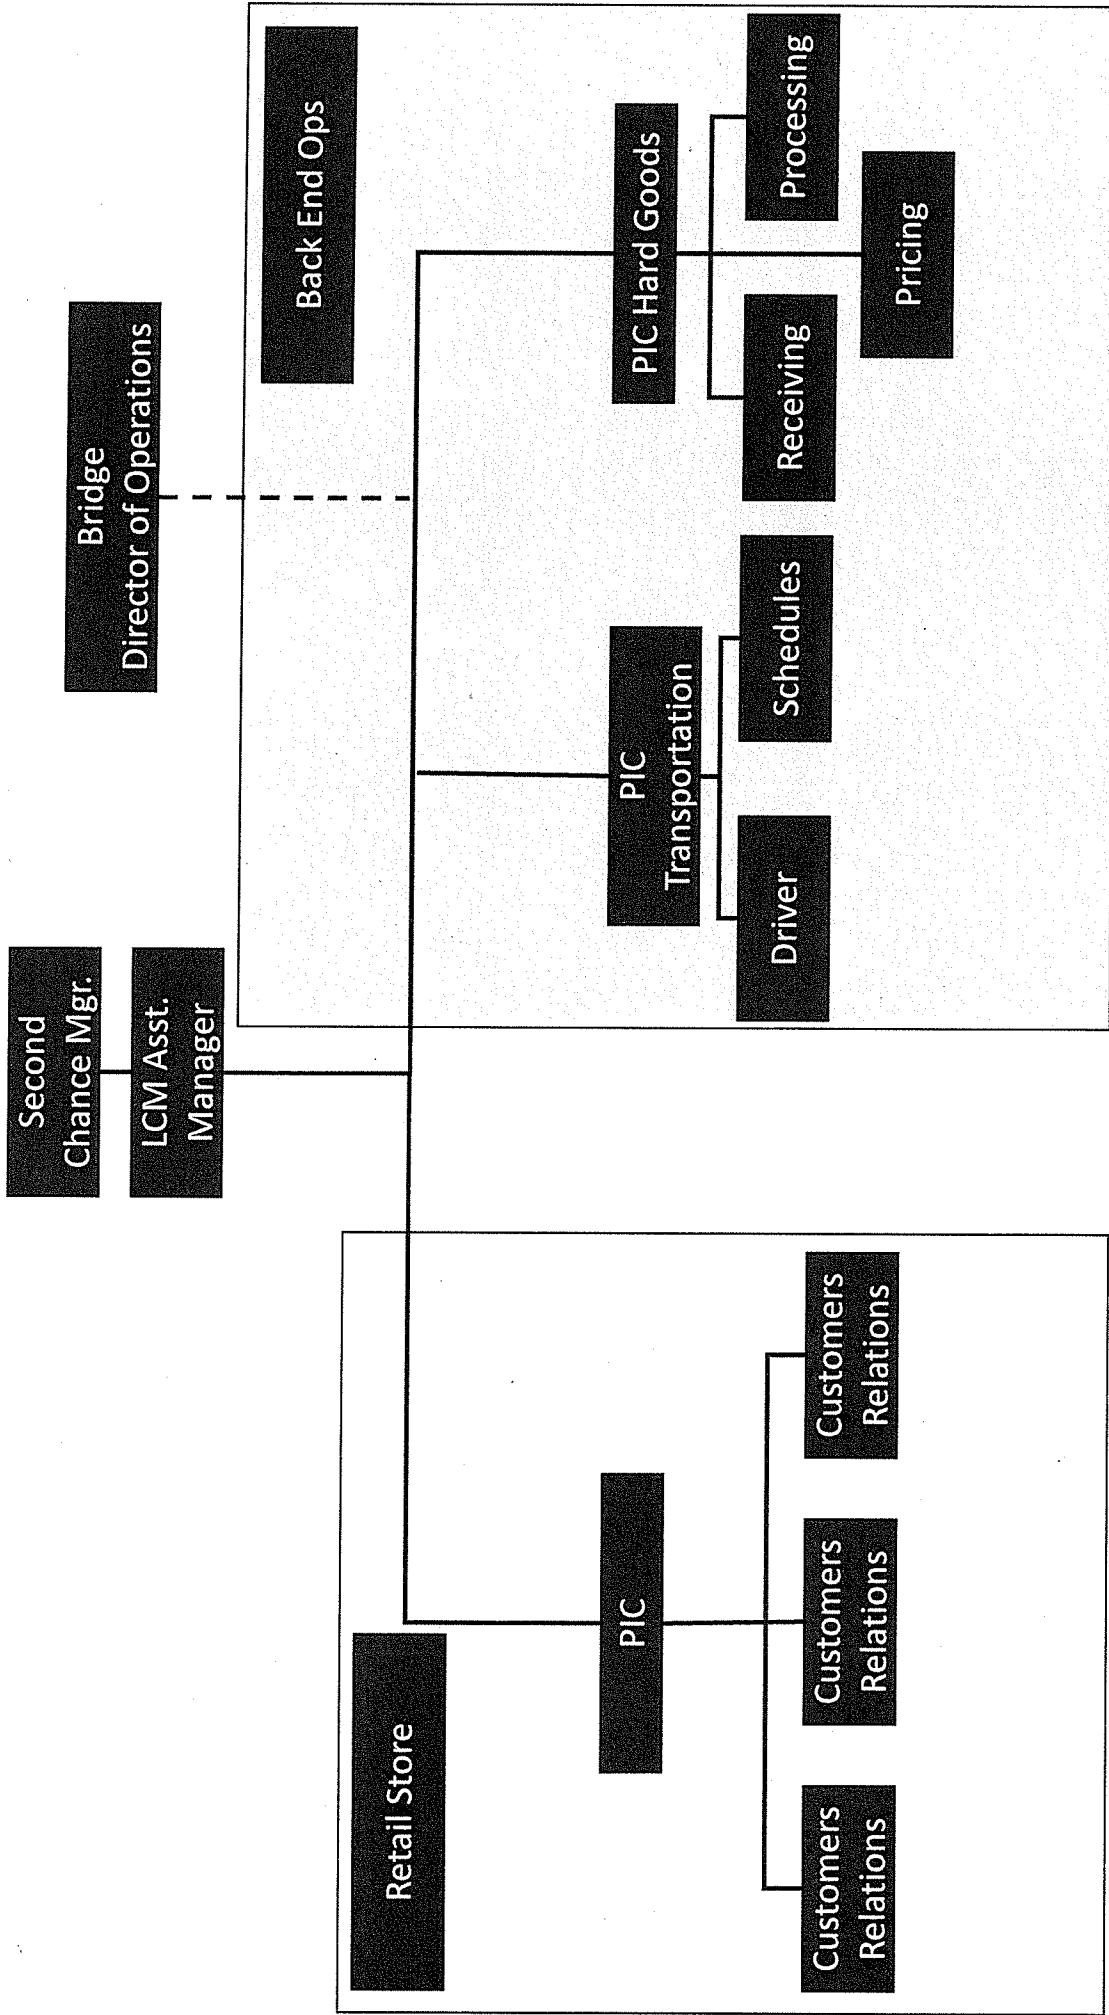 Second
Chance Mgr.
LCM Asst.
Manager
Bridge
Director of Operations
Retail Store
Back End Ops
PIC
PIC
Transportation
PIC Hard Goods
Customers
Relations
Customers
Relations
Customers
Relations
Driver
Schedules
Receiving
Processing
Pricing